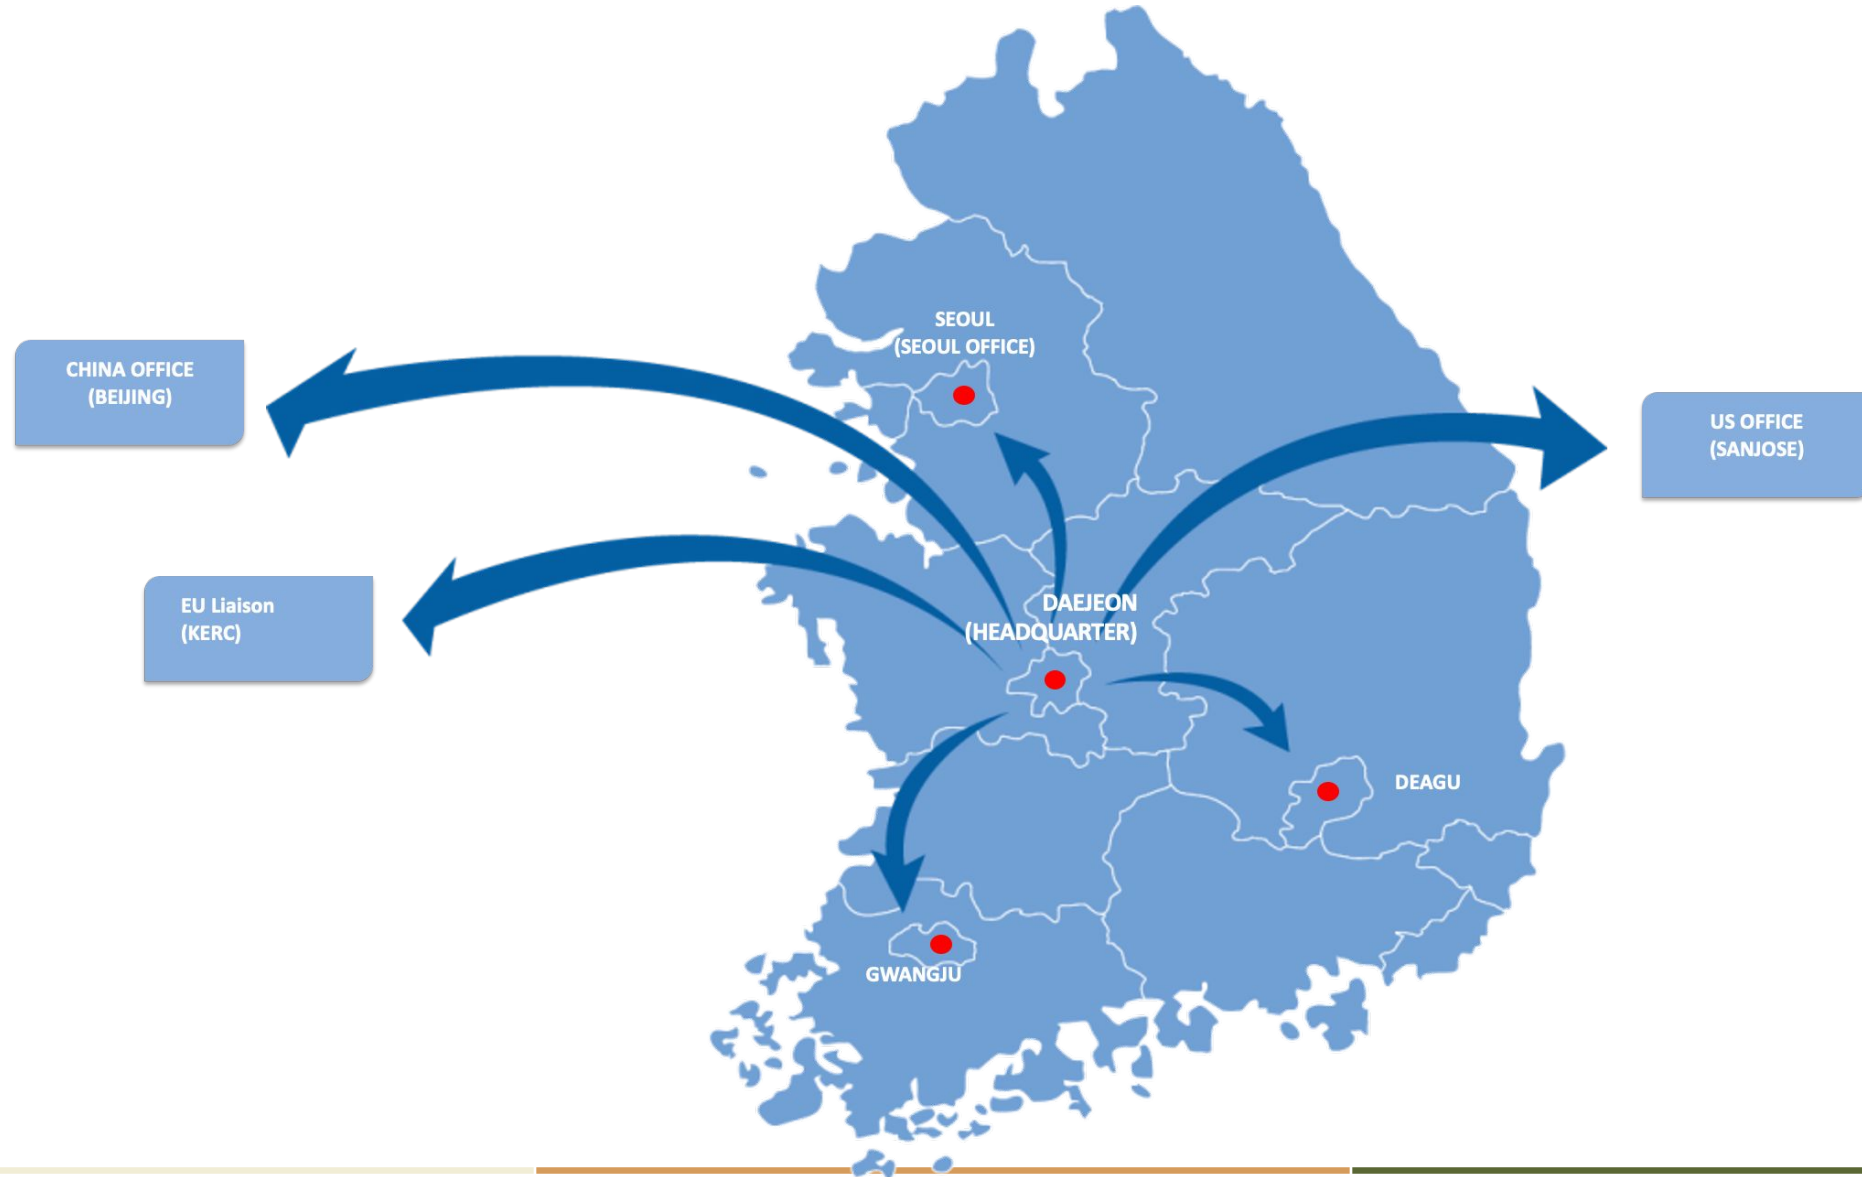 SEOUL
(SEOUL OFFICE)
CHINA OFFICE
(BEIJING)
US OFFICE
(SANJOSE)
EU Liaison
(KERC)
DAEJEON
(HEADQUARTER)
DEAGU
GWANGJU